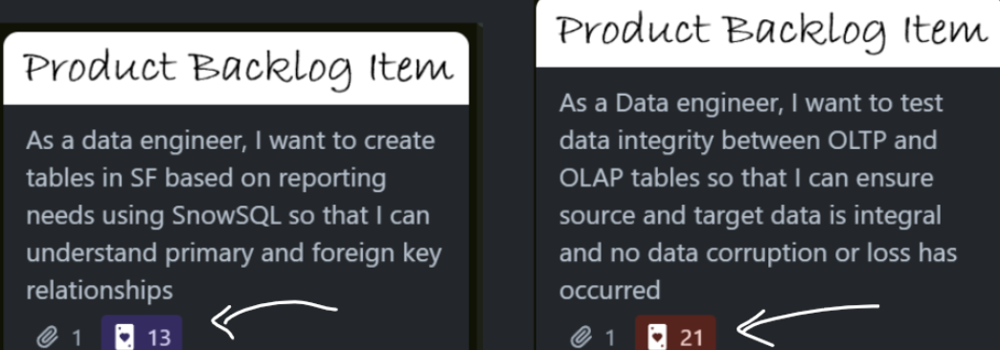 Product Backlog Item
As a data engineer, I want to create
tables in SF based on reporting
needs using SnowSQL so that I can
understand primary and foreign key
relationships
1 13
Product Backlog Item
As a Data engineer, I want to test
data integrity between OLTP and
OLAP tables so that I can ensure
source and target data is integral
and no data corruption or loss has
occurred
1 21